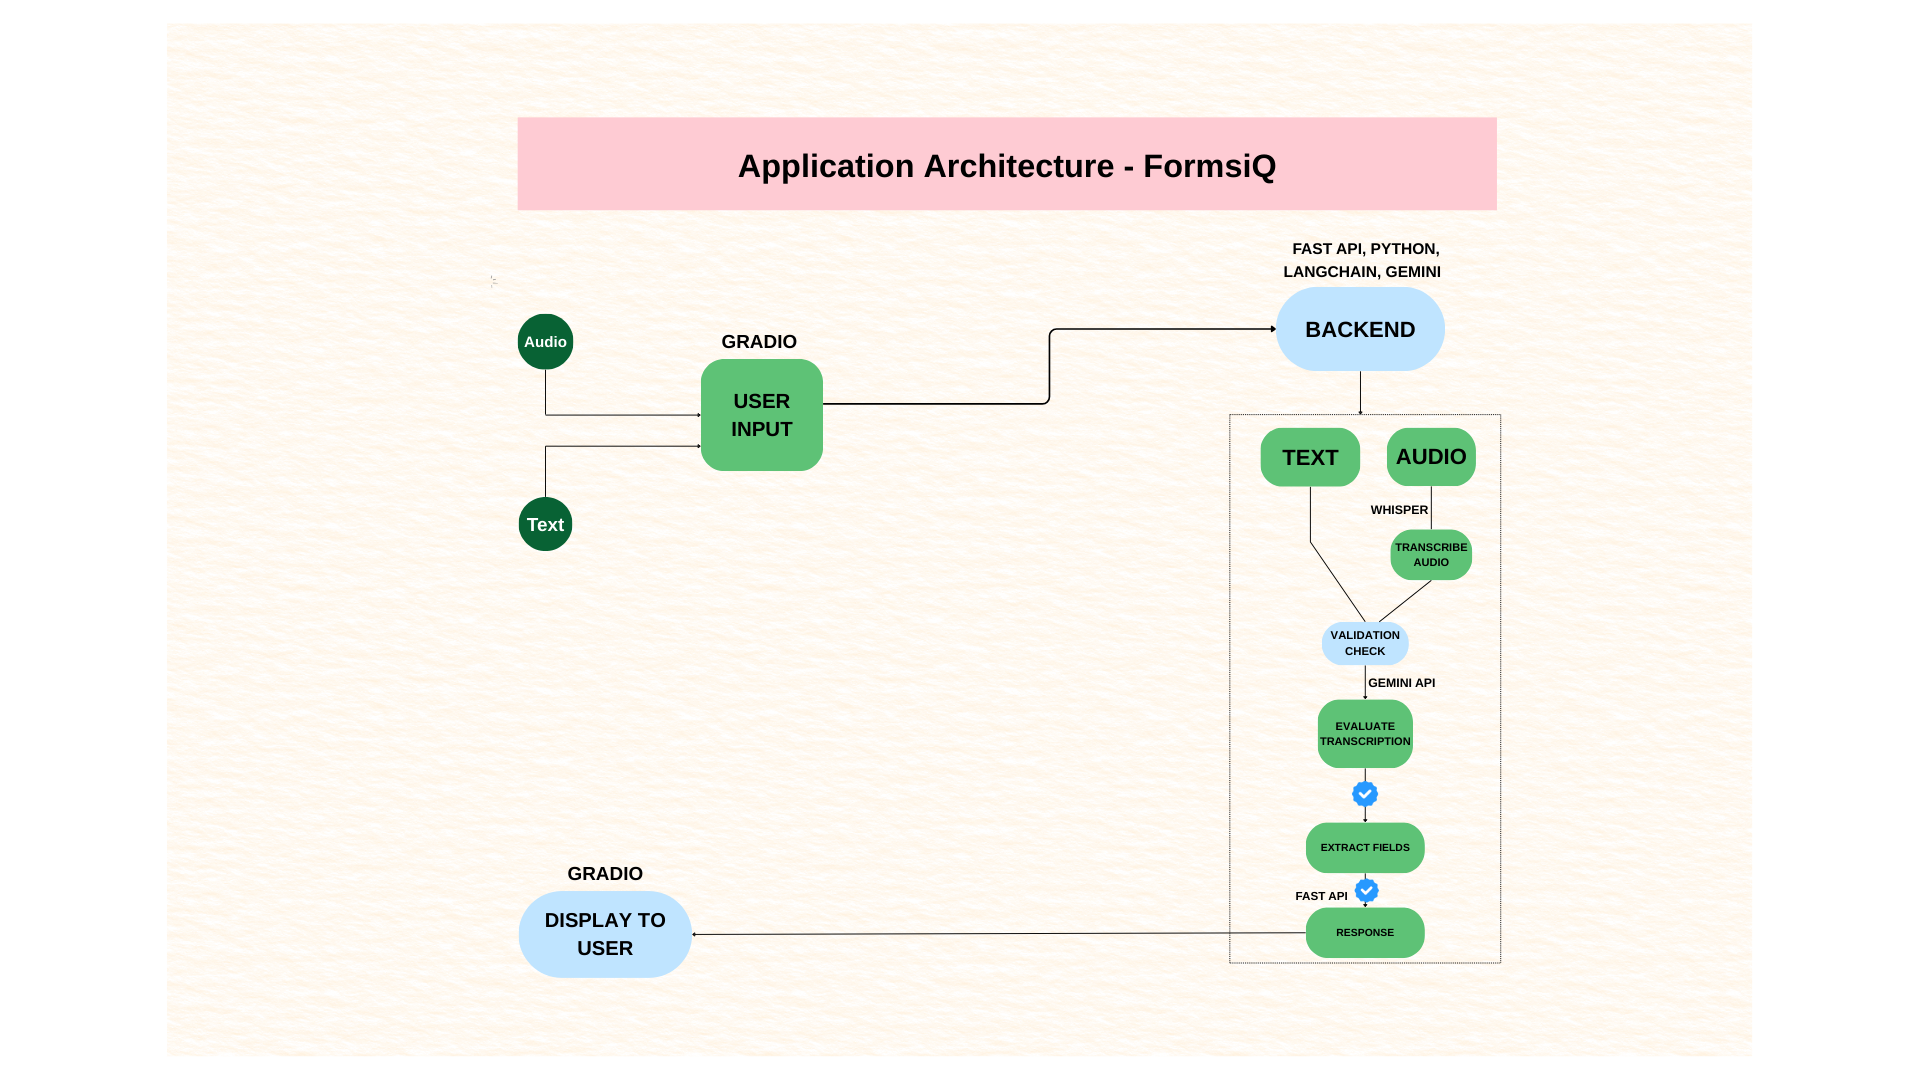 Application Architecture - FormsiQ
FAST API, PYTHON,
LANGCHAIN, GEMINI
BACKEND
Audio
GRADIO
USER
INPUT
Text
TEXT
AUDIO
WHISPER
TRANSCRIBE
AUDIO
VALIDATION
CHECK
GEMINI API
EVALUATE
TRANSCRIPTION
EXTRACT FIELDS
FAST API
RESPONSE
GRADIO
DISPLAY TO
USER